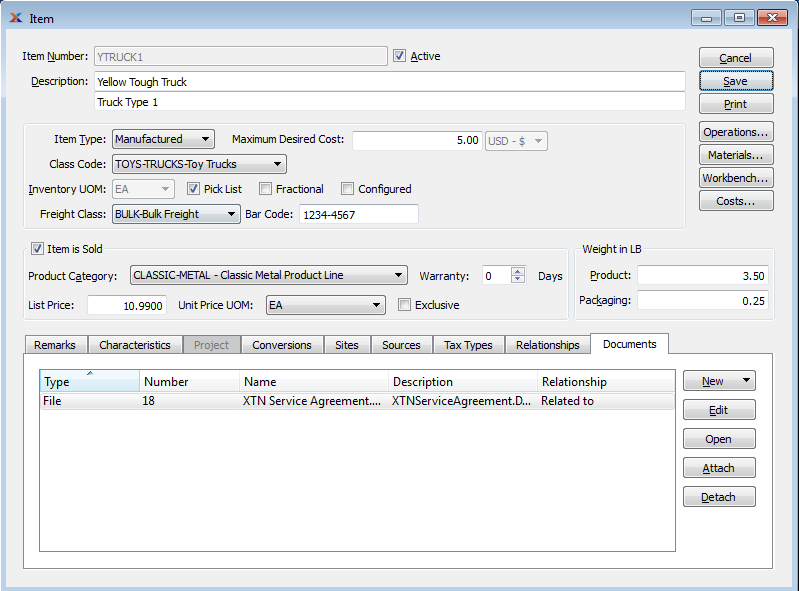 Item
Item Number: YTRUCK1 Active Cancel
Description: Yellow Tough Truck Save
Truck Type 1 Print
Item Type: Manufactured Maximum Desired Cost: 5.00 USD - $ Operations...
Class Code: TOYS-TRUCKS-Toy Trucks Materials...
Inventory UOM: EA Pick List Fractional Configured Workbench...
Freight Class: BULK-Bulk Freight Bar Code: 1234-4567 Costs...
Item is Sold Weight in LB
Product Category: CLASSIC-METAL - Classic Metal Product Line Warranty: 0 Days Product: 3.50
List Price: 10.9900 Unit Price UOM: EA Exclusive Packaging: 0.25
Remarks Characteristics Project Conversions Sites Sources Tax Types Relationships Documents
Type Number Name Description Relationship New
File 18 XTN Service Agreement.... XTNServiceAgreement.D... Related to
Edit
Open
Attach
Detach